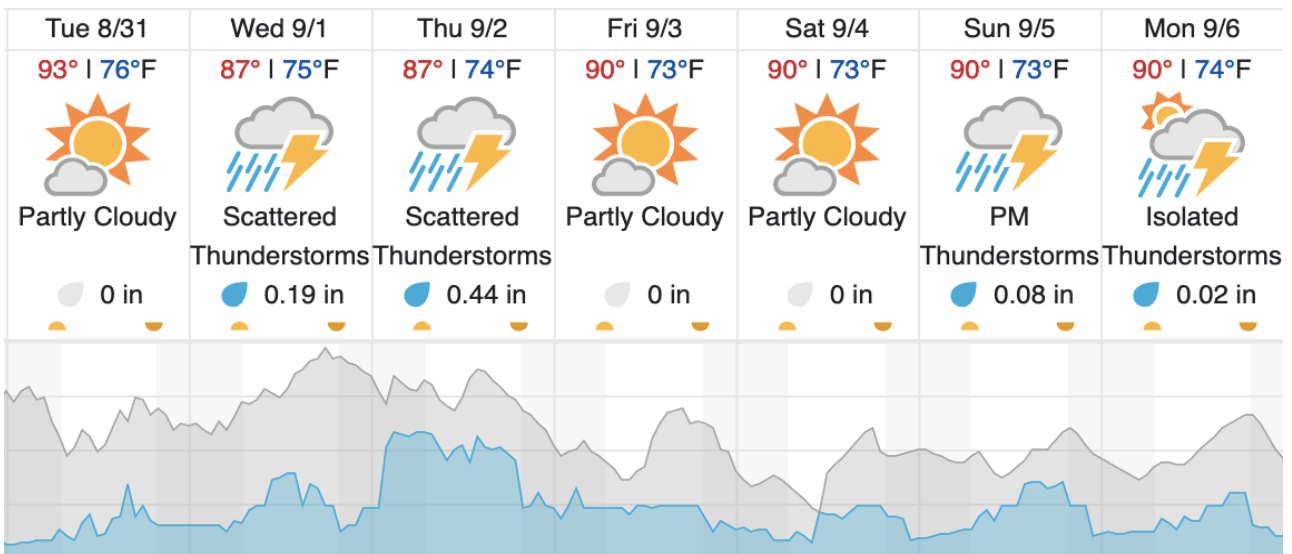 Tue 8/31
Wed 9/1
Thu 9/2
Fri 9/3
Sat 9/4
Sun 9/5
Mon 9/6
93° | 76°F
87° | 75°F
87° | 74°F
90° | 73°F
90° | 73°F
90° | 73°F
90° | 74°F
Partly Cloudy
Scattered
Scattered
Partly Cloudy
Partly Cloudy
PM
Isolated
Thunderstorms
Thunderstorms
Thunderstorms
Thunderstorms
0 in
0.19 in
0.44 in
0 in
0 in
0.08 in
0.02 in